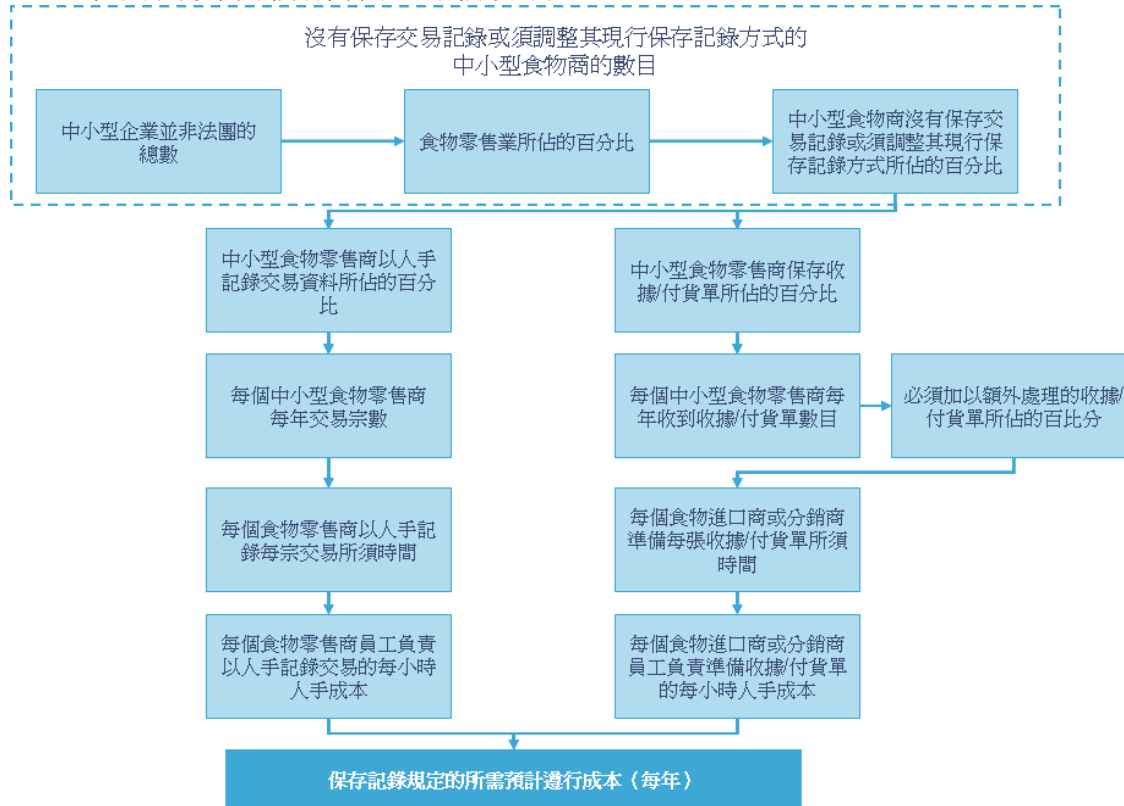 沒有保存交易記錄或須調整其現行保存記錄方式的
中小型食物商的數目
中小型企業並非法團的
總數
食物零售業所佔的百分比
中小型食物商沒有保存交
易記錄或須調整其現行保
存記錄方式所佔的百分比
中小型食物零售商以人手
記錄交易資料所佔的百分
比
中小型食物零售商保存收
據/付貨單所佔的百分比
每個中小型食物零售商
每年交易宗數
每個中小型食物零售商每
年收到收據/付貨單數目
必須加以額外處理的收據/
付貨單所佔的百比分
每個食物零售商以人手記
錄每宗交易所須時間
每個食物進口商或分銷商
準備每張收據/付貨單所須
時間
每個食物零售商員工負責
以人手記錄交易的每小時
人手成本
每個食物進口商或分銷商
員工負責準備收據/付貨單
的每小時人手成本
保存記錄規定的所需預計遵行成本（每年）